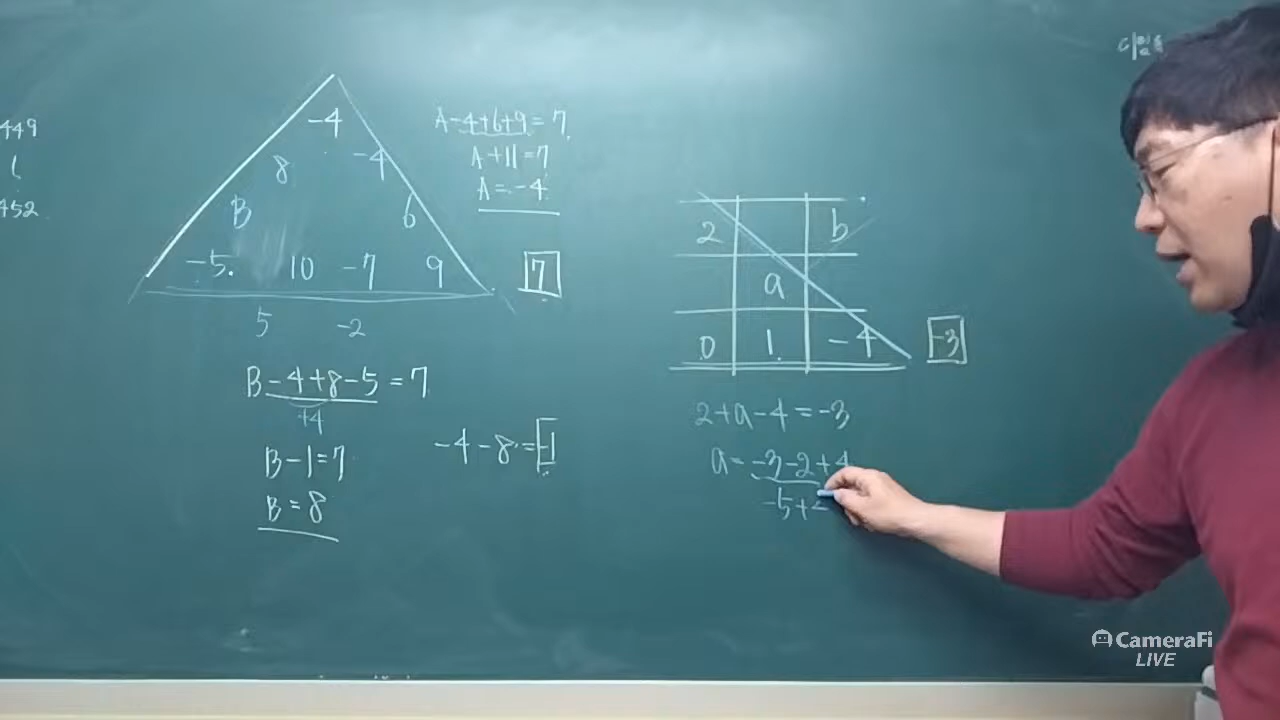 449
452
-4
8 -4
B 6
-5. 10 -7 9
5 -2
A-4+6+9=7
A+11=7
A=-4
7
B-4+8-5=7
+4
B-1=7
B=8
-4-8=-1
2 b
a
0 1 -4
-3
2+a-4=-3
a=-3-2+4
-5+4
CameraFi
LIVE